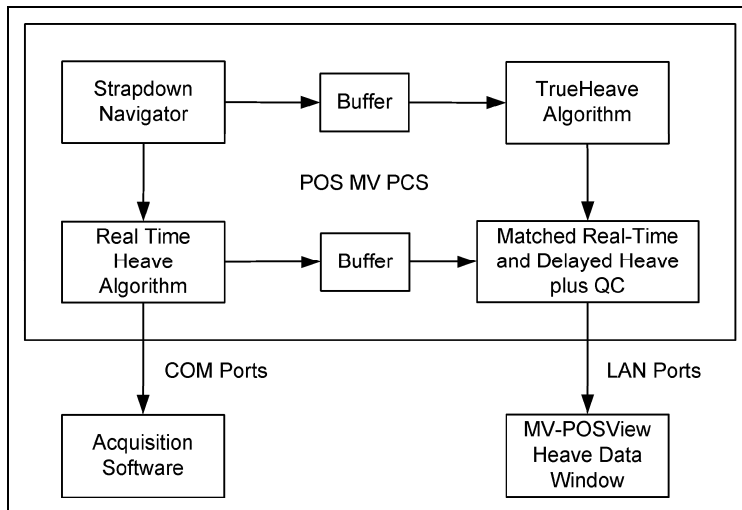 Strapdown
Navigator
Buffer
TrueHeave
Algorithm
POS MV PCS
Real Time
Heave
Algorithm
Buffer
Matched Real-Time
and Delayed Heave
plus QC
COM Ports
LAN Ports
Acquisition
Software
MV-POSView
Heave Data
Window